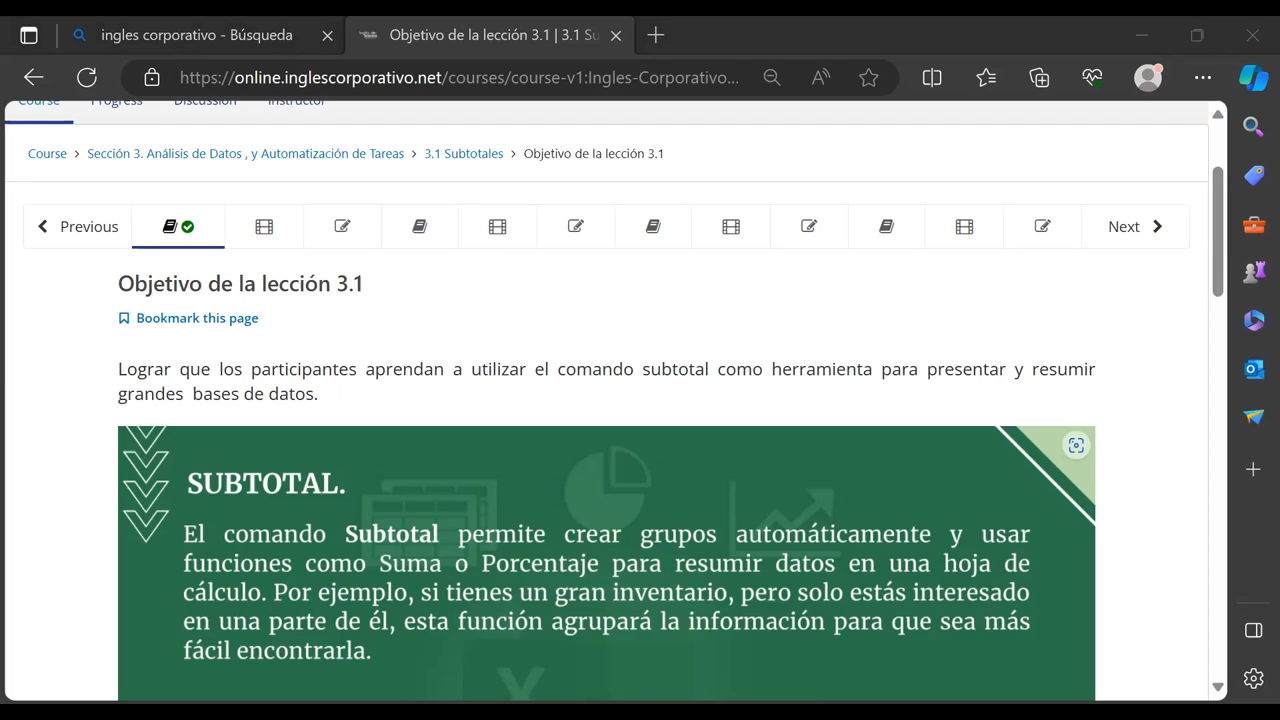 ingles corporativo - Búsqueda
Objetivo de la lección 3.1 | 3.1 Su
https://online.inglescorporativo.net/courses/course-v1:Ingles-Corporativo...
Course Progress Discussion Instructor
Course > Sección 3. Análisis de Datos , y Automatización de Tareas > 3.1 Subtotales > Objetivo de la lección 3.1
Previous Next
Objetivo de la lección 3.1
Bookmark this page
Lograr que los participantes aprendan a utilizar el comando subtotal como herramienta para presentar y resumir
grandes bases de datos.
SUBTOTAL.
El comando Subtotal permite crear grupos automáticamente y usar
funciones como Suma o Porcentaje para resumir datos en una hoja de
cálculo. Por ejemplo, si tienes un gran inventario, pero solo estás interesado
en una parte de él, esta función agrupará la información para que sea más
fácil encontrarla.